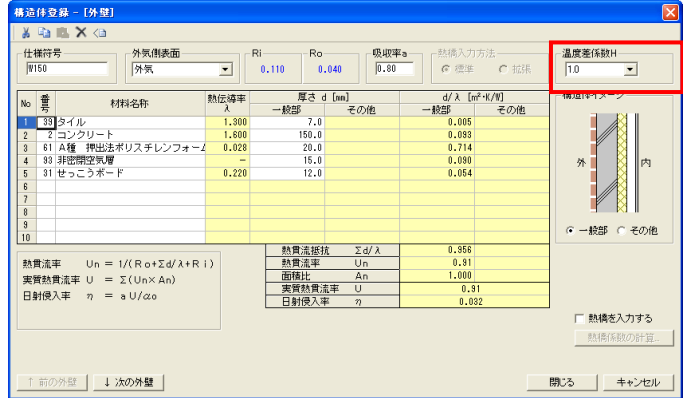 構造体登録 - [外壁]
仕様符号 外気側表面 Ri Ro 吸収率a 熱橋入力方法 温度差係数H
W150 外気 0.110 0.040 0.80 標準 拡張 1.0
No 番号 材料名称 熱伝導率 λ 厚さ d [mm] d/λ [m²・K/W] 構造体イメージ
一般部 その他 一般部 その他
1 39 タイル 1.300 7.0 0.005
2 2 コンクリート 1.600 150.0 0.093
3 61 A種 押出法ポリスチレンフォーム 0.028 20.0 0.714
4 93 非密閉空気層 - 15.0 0.090
5 31 せっこうボード 0.220 12.0 0.054
6
7
8
9
10
外 内
一般部 その他
熱貫流抵抗 Σd/λ 0.956
熱貫流率 Un 0.91
面積比 An 1.000
実質熱貫流率 U 0.91
日射侵入率 η 0.032
熱貫流率 Un = 1/(Ro+Σd/λ+Ri)
実質熱貫流率 U = Σ(Un×An)
日射侵入率 η = aU/αo
熱橋を入力する
熱橋係数の計算...
↑ 前の外壁 ↓ 次の外壁 閉じる キャンセル